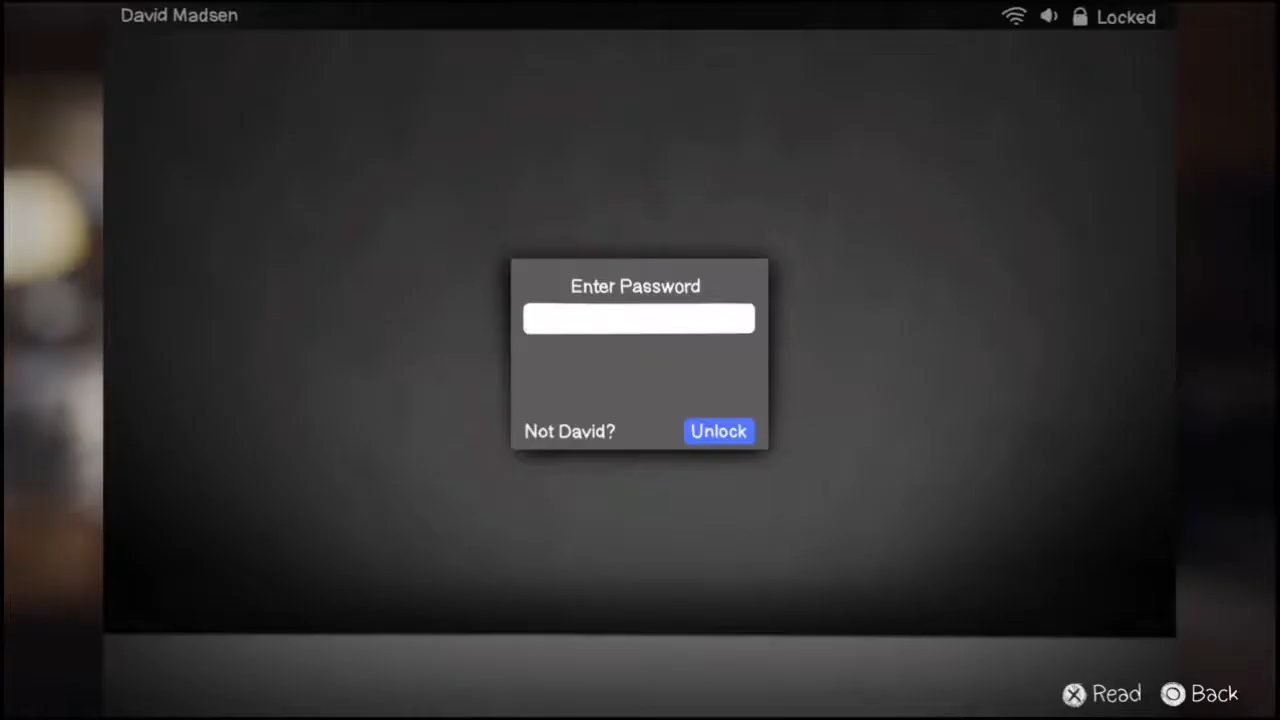 David Madsen
Locked
Enter Password
Not David?
Unlock
Read
Back